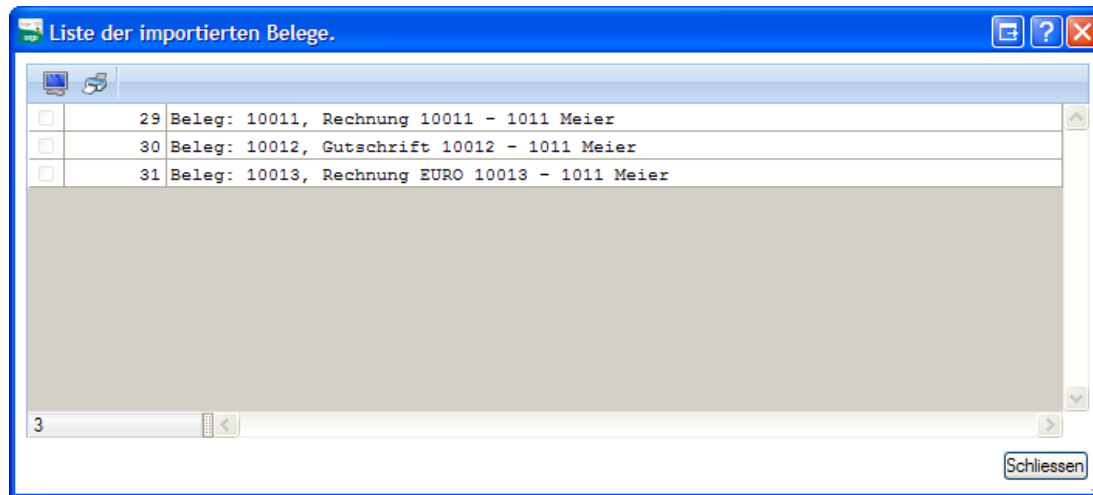 Liste der importierten Belege.
29 Beleg: 10011, Rechnung 10011 - 1011 Meier
30 Beleg: 10012, Gutschrift 10012 - 1011 Meier
31 Beleg: 10013, Rechnung EURO 10013 - 1011 Meier
3
Schliessen